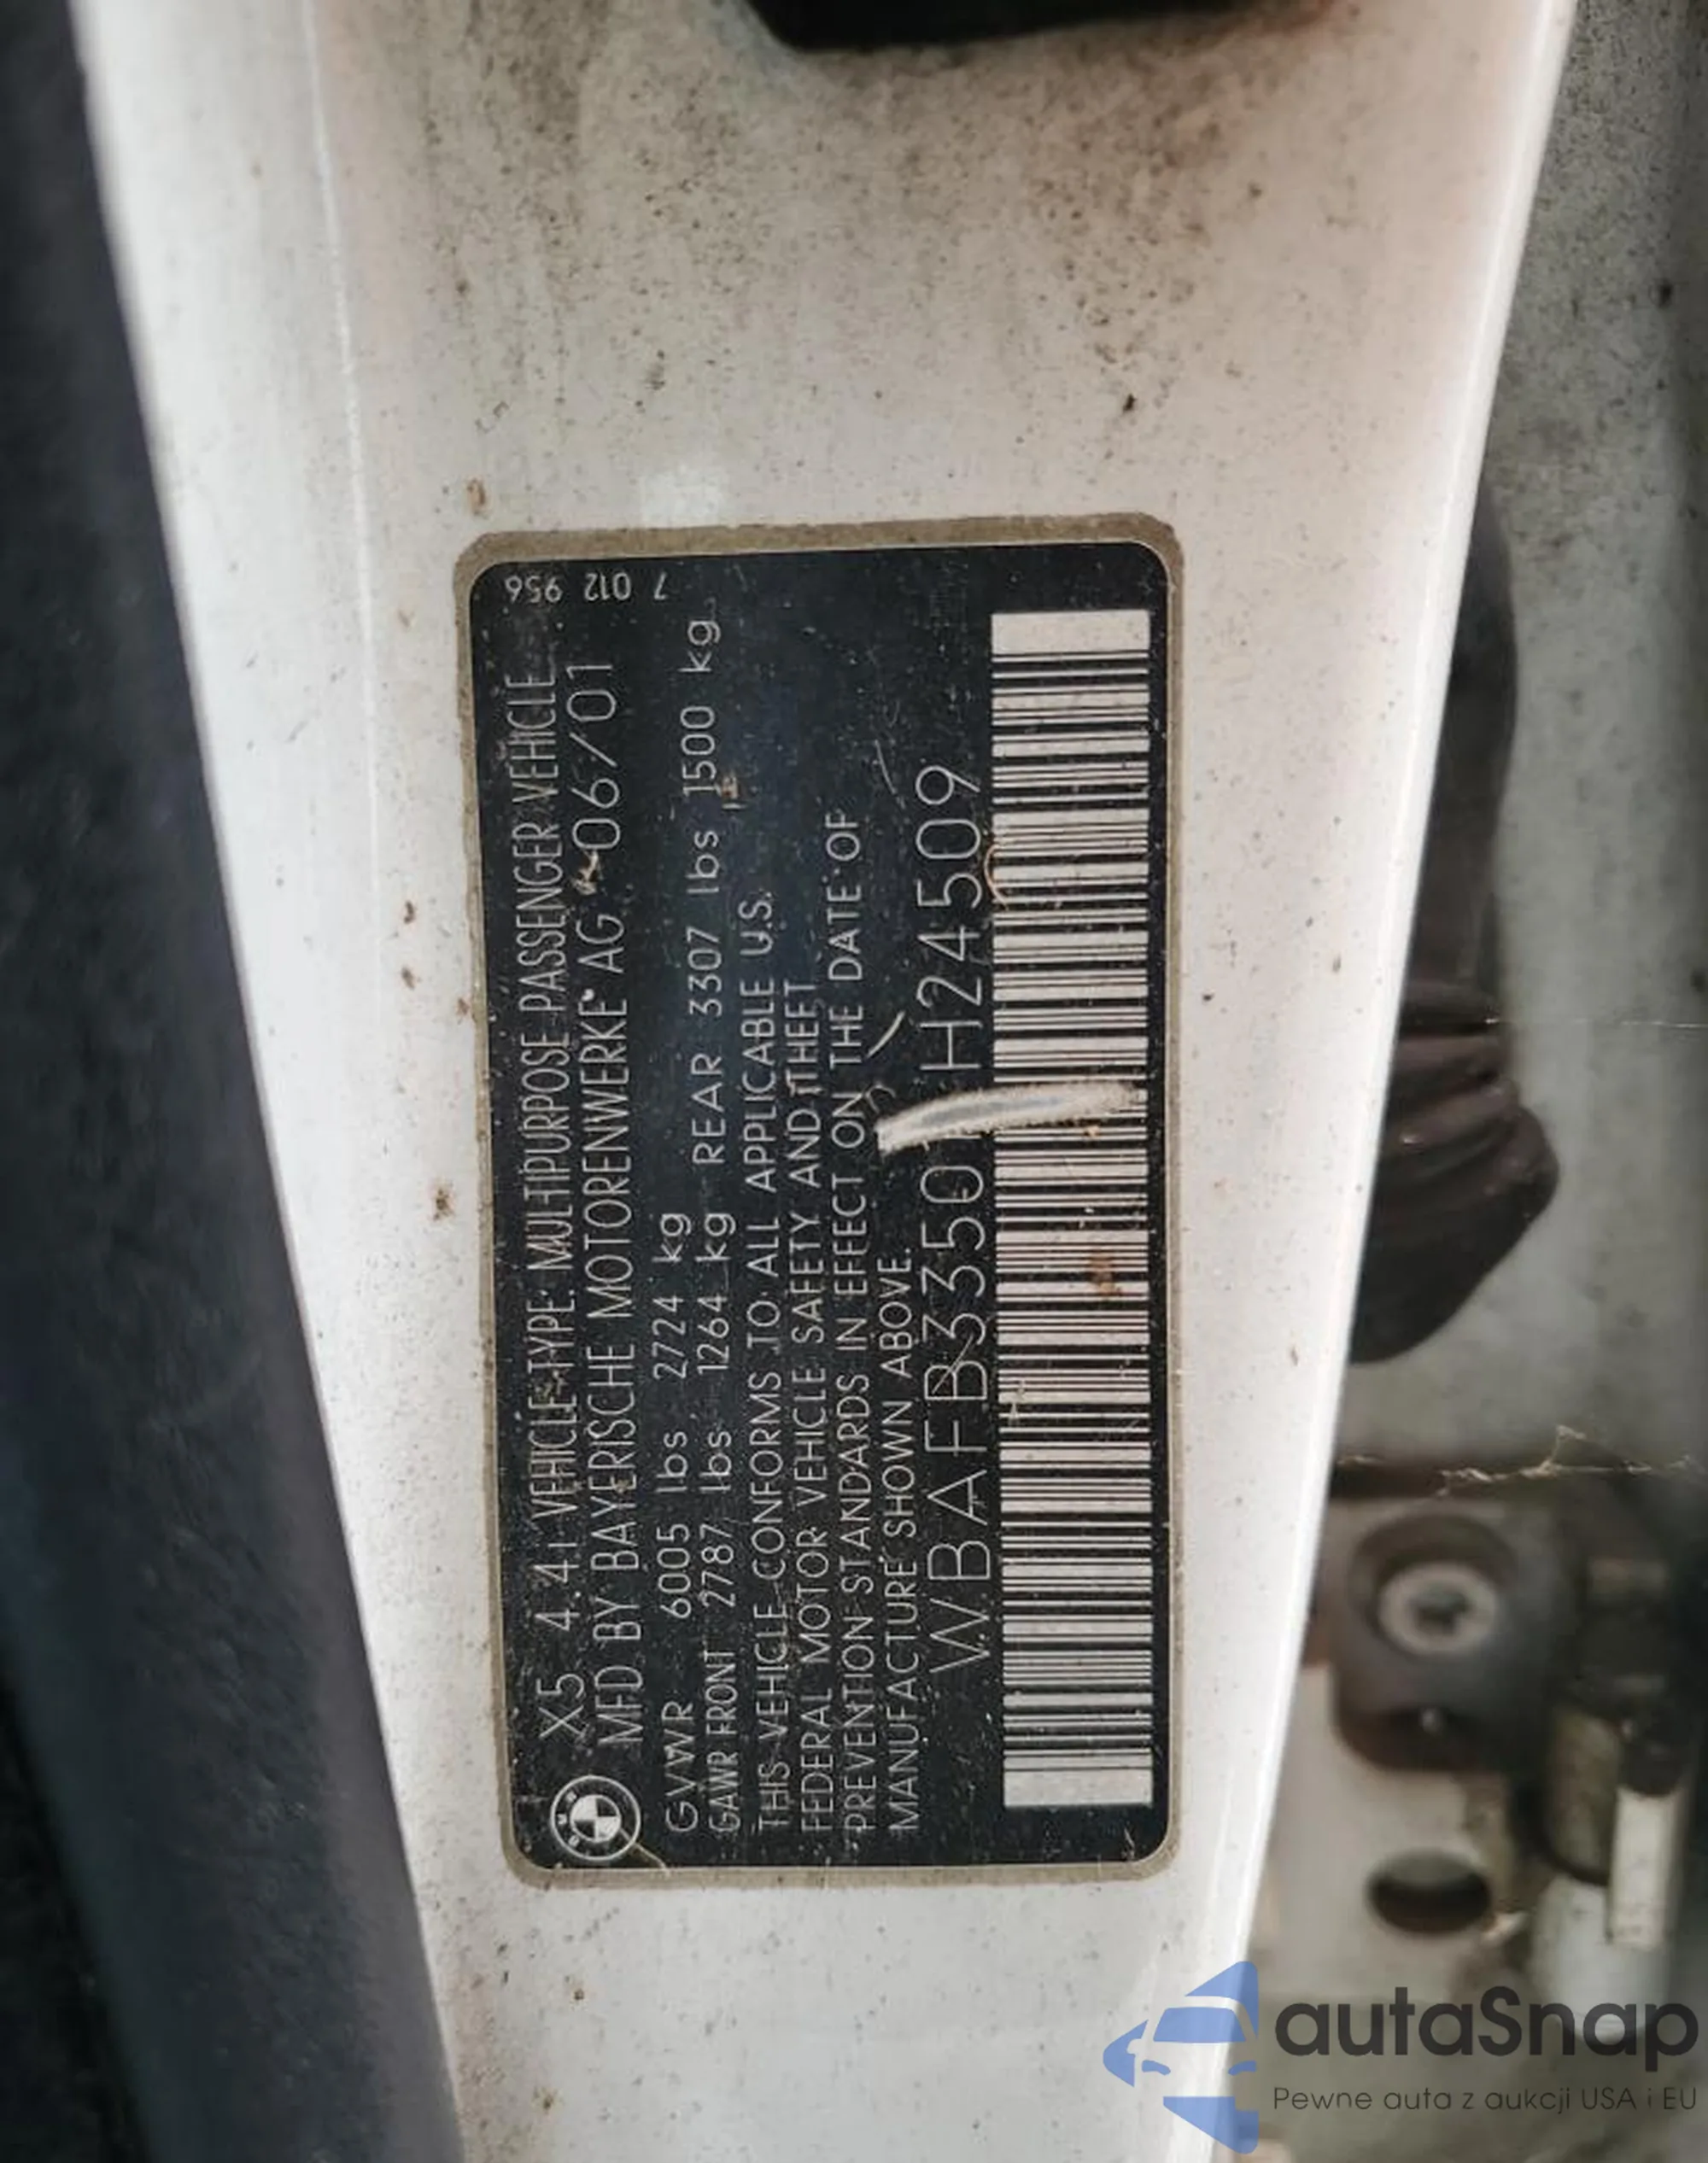 X5 4.4i VEHICLE-TYPE: MULTIPURPOSE PASSENGER VEHICLE
MFD BY BAYERISCHE MOTORENWERKE AG 06/01
GVWR 6005 lbs 2724 kg
GAWR FRONT 2787 lbs 1264 kg REAR 3307 lbs 1500 kg
THIS VEHICLE CONFORMS TO ALL APPLICABLE U.S.
FEDERAL MOTOR VEHICLE SAFETY AND THEFT
PREVENTION STANDARDS IN EFFECT ON THE DATE OF
MANUFACTURE SHOWN ABOVE.
7 012 956
autaSnap
Pewne auta z aukcji USA i EU